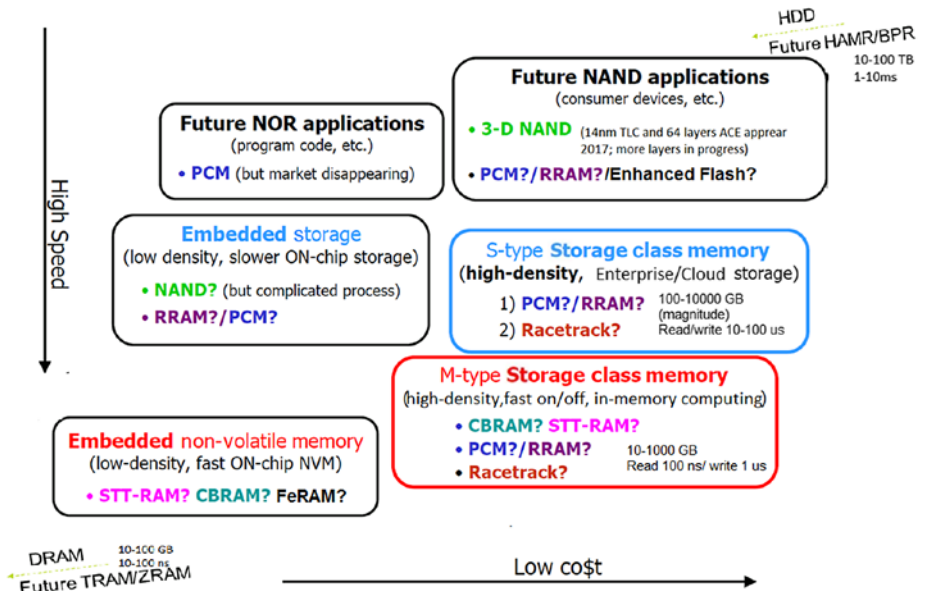 HDD
Future HAMR/BPR
10-100 TB
1-10ms
Future NAND applications
(consumer devices, etc.)
• 3-D NAND (14nm TLC and 64 layers ACE apprear
2017; more layers in progress)
• PCM?/RRAM?/Enhanced Flash?
Future NOR applications
(program code, etc.)
• PCM (but market disappearing)
High Speed
Embedded storage
(low density, slower ON-chip storage)
• NAND? (but complicated process)
• RRAM?/PCM?
S-type Storage class memory
(high-density, Enterprise/Cloud storage)
1) PCM?/RRAM?
2) Racetrack?
100-10000 GB
(magnitude)
Read/write 10-100 us
M-type Storage class memory
(high-density,fast on/off, in-memory computing)
• CBRAM? STT-RAM?
• PCM?/RRAM?
• Racetrack?
10-1000 GB
Read 100 ns/ write 1 us
Embedded non-volatile memory
(low-density, fast ON-chip NVM)
• STT-RAM? CBRAM? FeRAM?
DRAM
Future TRAM/ZRAM
10-100 GB
10-100 ns
Low co$t